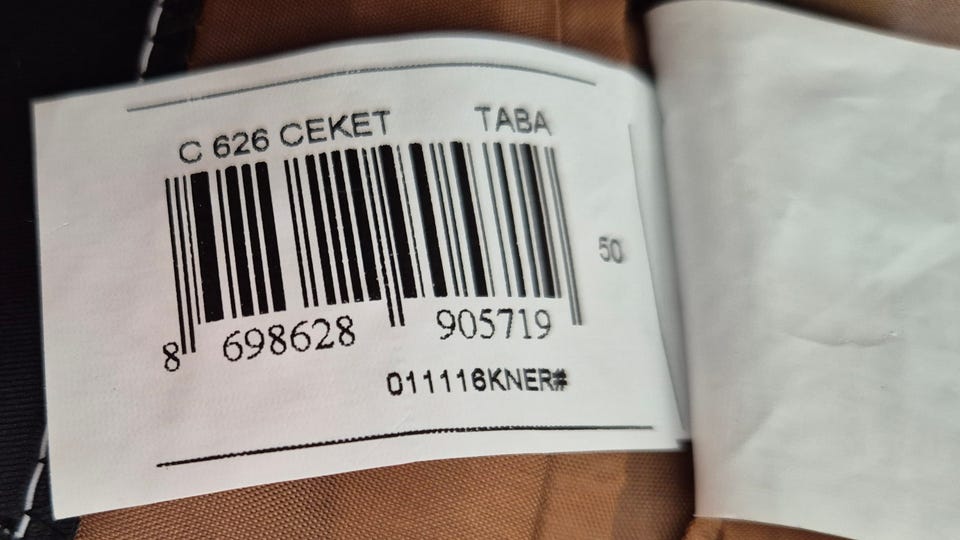 C 626 CEKET TABA
50
8 698628 905719
011116KNER#